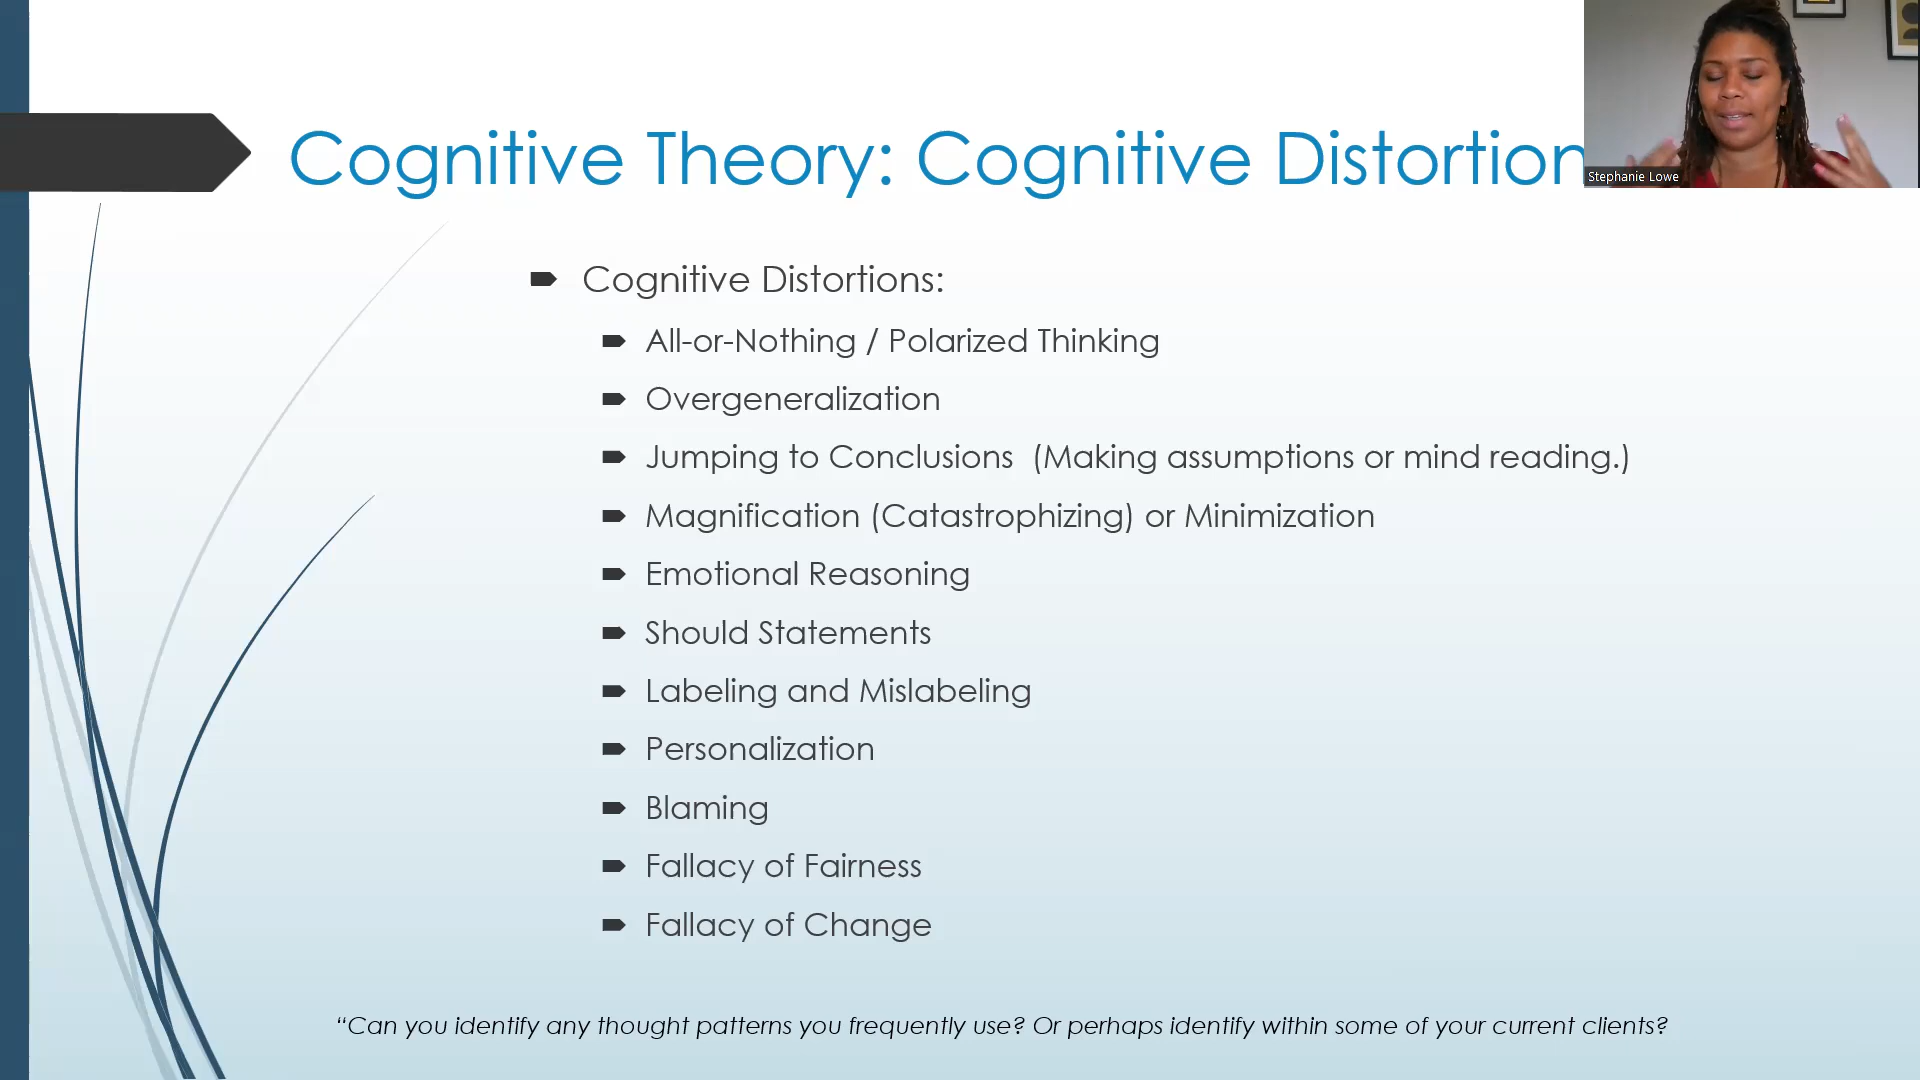 Cognitive Theory: Cognitive Distortion
Stephanie Lowe
Cognitive Distortions:
All-or-Nothing / Polarized Thinking
Overgeneralization
Jumping to Conclusions (Making assumptions or mind reading.)
Magnification (Catastrophizing) or Minimization
Emotional Reasoning
Should Statements
Labeling and Mislabeling
Personalization
Blaming
Fallacy of Fairness
Fallacy of Change
“Can you identify any thought patterns you frequently use? Or perhaps identify within some of your current clients?